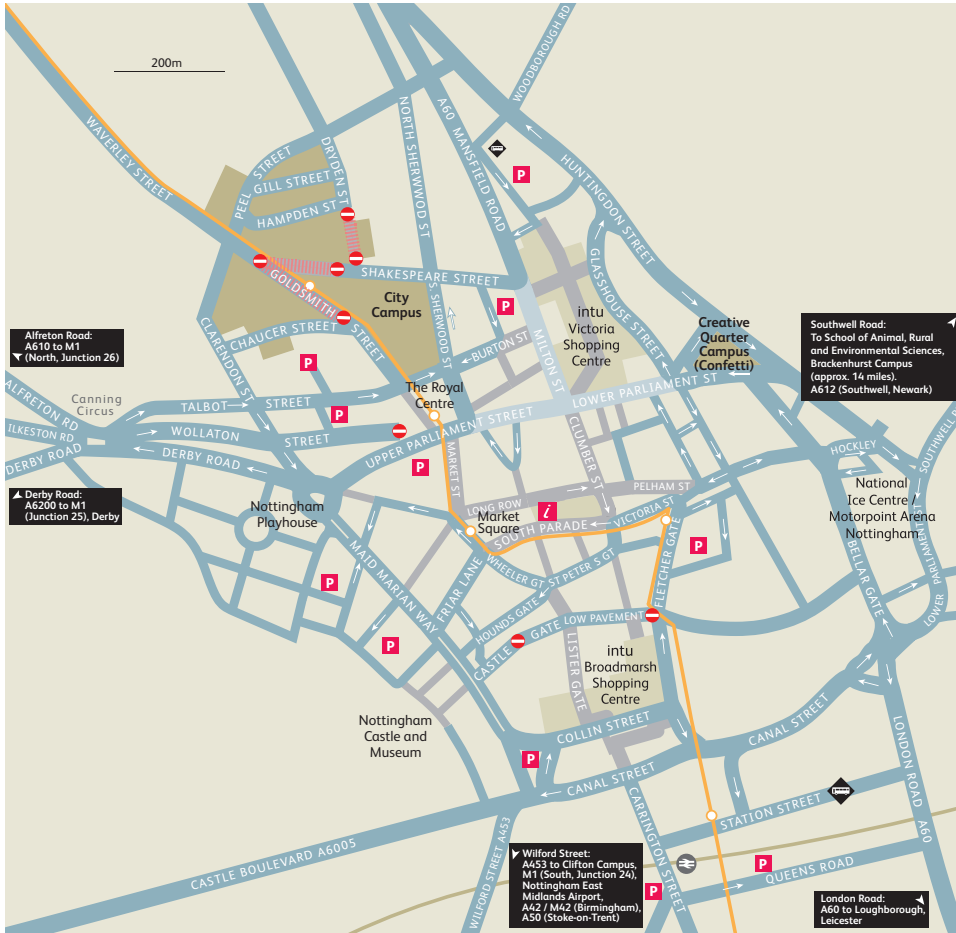 200m
WOODBOROUGH RD
WAVERLEY STREET
PEEL STREET
GILL STREET
HAMPDEN ST
DRYDEN ST
NORTH SHERWWOD ST
A60 MANSFIELD ROAD
P
HUNTINGDON STREET
GLASSHOUSE STREET
SHAKESPEARE STREET
GOLDSMITH STREET
City
Campus
S. SHERWOOD ST
CHAUCER STREET
CLARENDON ST
P
P
BURTON ST
MILTON ST
intu
Victoria
Shopping
Centre
Creative
Quarter
Campus
(Confetti)
Southwell Road:
To School of Animal, Rural
and Environmental Sciences,
Brackenhurst Campus
(approx. 14 miles).
A612 (Southwell, Newark)
Alfreton Road:
A610 to M1
(North, Junction 26)
ALFRETON RD
Canning
Circus
ILKESTON RD
DERBY ROAD
TALBOT STREET
P
WOLLATON STREET
DERBY ROAD
The Royal
Centre
UPPER PARLIAMENT STREET
LOWER PARLIAMENT ST
P
MARKET ST
CLUMBER ST
HOCKLEY
SOUTHWELL R
Derby Road:
A6200 to M1
(Junction 25), Derby
Nottingham
Playhouse
LONG ROW
PELHAM ST
i
Market
Square
SOUTH PARADE
VICTORIA ST
National
Ice Centre /
Motorpoint Arena
Nottingham
P
FLETCHER GATE
BELLAR GATE
LOWER PARLIAMENT
P
MAID MARIAN WAY
FRIAR LANE
WHEELER GT
ST PETER S GT
HOUNDS GATE
CASTLE GATE
LOW PAVEMENT
P
LISTER GATE
intu
Broadmarsh
Shopping
Centre
Nottingham
Castle and
Museum
COLLIN STREET
P
CANAL STREET
CANAL STREET
LONDON ROAD
A60
CARRINGTON STREET
STATION STREET
CASTLE BOULEVARD A6005
WILFORD STREET A453
Wilford Street:
A453 to Clifton Campus,
M1 (South, Junction 24),
Nottingham East
Midlands Airport,
A42 / M42 (Birmingham),
A50 (Stoke-on-Trent)
P
P
QUEENS ROAD
London Road:
A60 to Loughborough,
Leicester